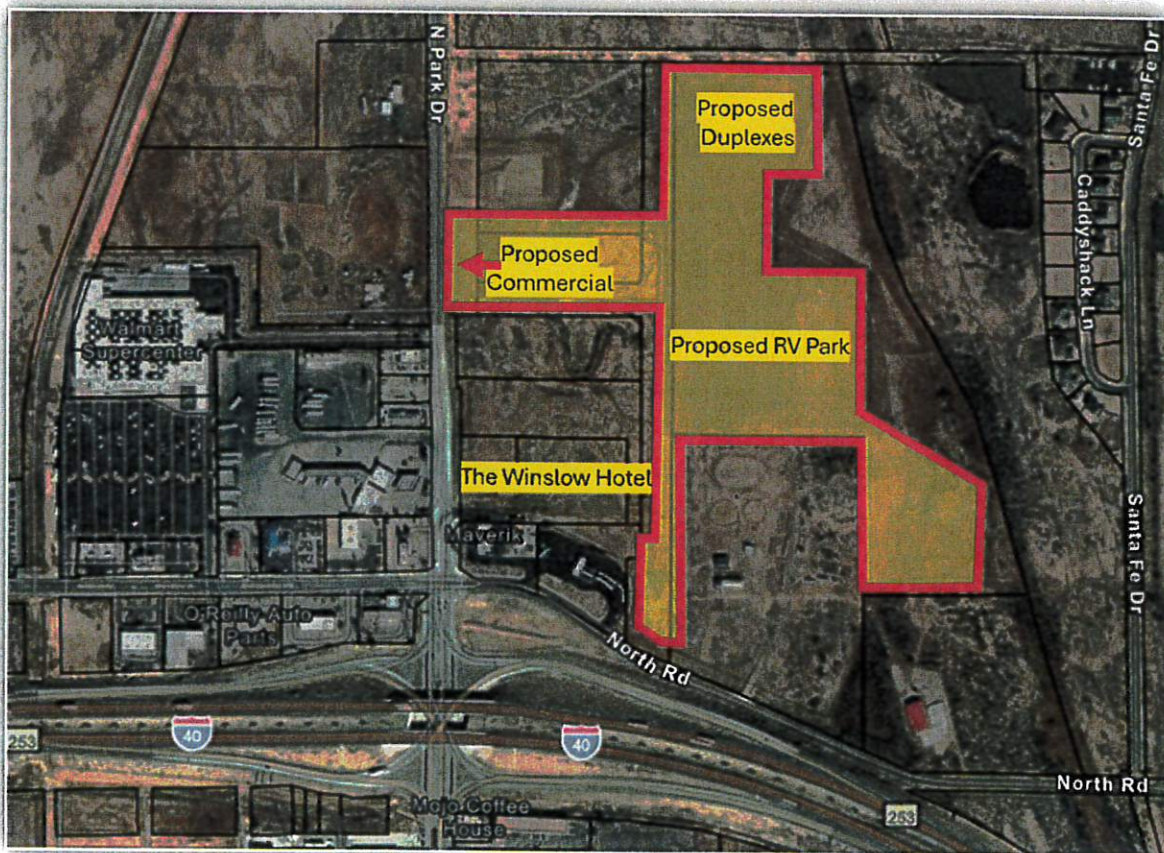 N Park Dr
Santa Fe Dr
Proposed
Duplexes
Caddyshack Ln
Proposed
Commercial
Walmart
Supercenter
Proposed RV Park
The Winslow Hotel
Maverik
Santa Fe Dr
O'Reilly Auto
Parts
North Rd
253
40
40
North Rd
253
Mojo Coffee
House